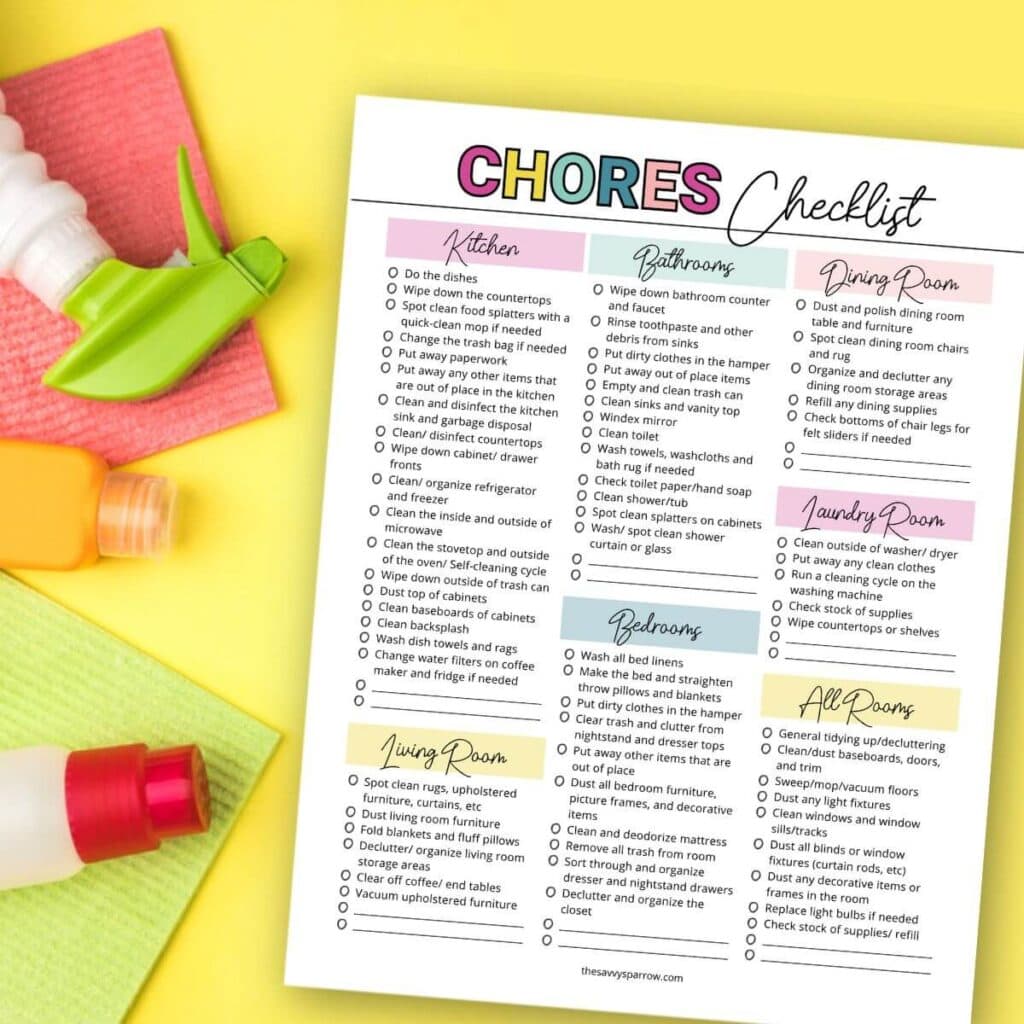 CHORES Checklist
Kitchen
O Do the dishes
O Wipe down the countertops
O Spot clean food splatters with a
quick-clean mop if needed
O Change the trash bag if needed
O Put away paperwork
O Put away any other items that
are out of place in the kitchen
O Clean and disinfect the kitchen
sink and garbage disposal
O Clean/ disinfect countertops
O Wipe down cabinet/ drawer
fronts
O Clean/ organize refrigerator
and freezer
O Clean the inside and outside of
microwave
O Clean the stovetop and outside
of the oven/ Self-cleaning cycle
O Wipe down outside of trash can
O Dust top of cabinets
O Clean baseboards of cabinets
O Clean backsplash
O Wash dish towels and rags
O Change water filters on coffee
maker and fridge if needed
O
O
Living Room
O Spot clean rugs, upholstered
furniture, curtains, etc
O Dust living room furniture
O Fold blankets and fluff pillows
O Declutter/ organize living room
storage areas
O Clear off coffee/ end tables
O Vacuum upholstered furniture
O
O
Bathrooms
O Wipe down bathroom counter
and faucet
O Rinse toothpaste and other
debris from sinks
O Put dirty clothes in the hamper
O Put away out of place items
O Empty and clean trash can
O Clean sinks and vanity top
O Windex mirror
O Clean toilet
O Wash towels, washcloths and
bath rug if needed
O Check toilet paper/hand soap
O Clean shower/tub
O Spot clean splatters on cabinets
O Wash/ spot clean shower
curtain or glass
O
O
Bedrooms
O Wash all bed linens
O Make the bed and straighten
throw pillows and blankets
O Put dirty clothes in the hamper
O Clear trash and clutter from
nightstand and dresser tops
O Put away other items that are
out of place
O Dust all bedroom furniture,
picture frames, and decorative
items
O Clean and deodorize mattress
O Remove all trash from room
O Sort through and organize
dresser and nightstand drawers
O Declutter and organize the
closet
O
O
Dining Room
O Dust and polish dining room
table and furniture
O Spot clean dining room chairs
and rug
O Organize and declutter any
dining room storage areas
O Refill any dining supplies
O Check bottoms of chair legs for
felt sliders if needed
O
O
Laundry Room
O Clean outside of washer/ dryer
O Put away any clean clothes
O Run a cleaning cycle on the
washing machine
O Check stock of supplies
O Wipe countertops or shelves
O
O
All Rooms
O General tidying up/decluttering
O Clean/dust baseboards, doors,
and trim
O Sweep/mop/vacuum floors
O Dust any light fixtures
O Clean windows and window
sills/tracks
O Dust all blinds or window
fixtures (curtain rods, etc)
O Dust any decorative items or
frames in the room
O Replace light bulbs if needed
O Check stock of supplies/ refill
O
O
thesavvysparrow.com